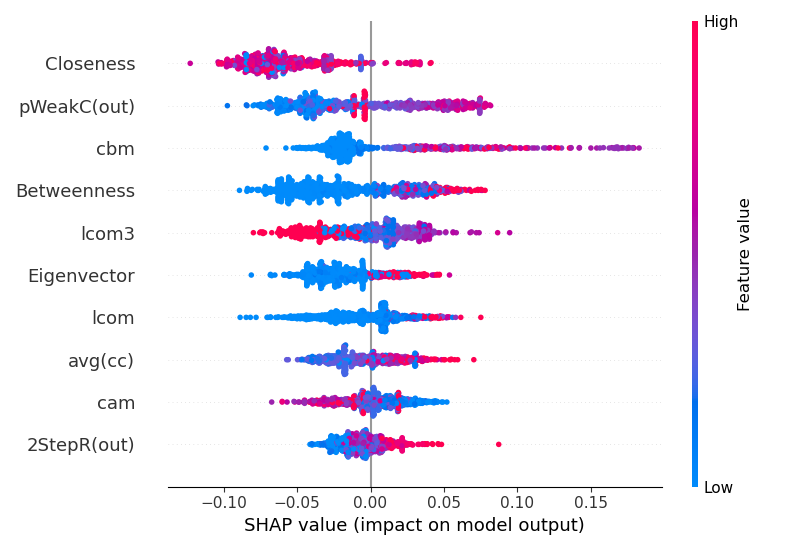 High
Closeness
pWeakC(out)
cbm
Betweenness
lcom3
Eigenvector
lcom
avg(cc)
cam
2StepR(out)
Feature value
Low
−0.10 −0.05 0.00 0.05 0.10 0.15
SHAP value (impact on model output)